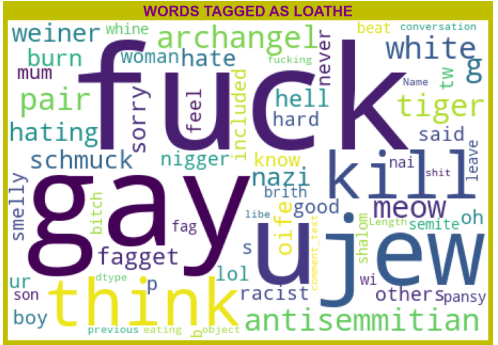 WORDS TAGGED AS LOATHE
weiner
whine
archangel
never
beat
conversation
burn
woman
hate
fucking
white
g
mum
fuck
included
Name
tw
pair
sorry
feel
hell
hard
tiger
hating
said
schmuck
nigger
know
kill
nai
shit
leave
smelly
gay
bitch
nazi
brith
good
meow
fag
fagget
libe
u
jew
oife
comment_text
shalom
Length
semite
oh
s
ur
dtype
p
lol
wi
son
think
racist
others
pansy
boy
previous
eating
b
object
antisemmitian